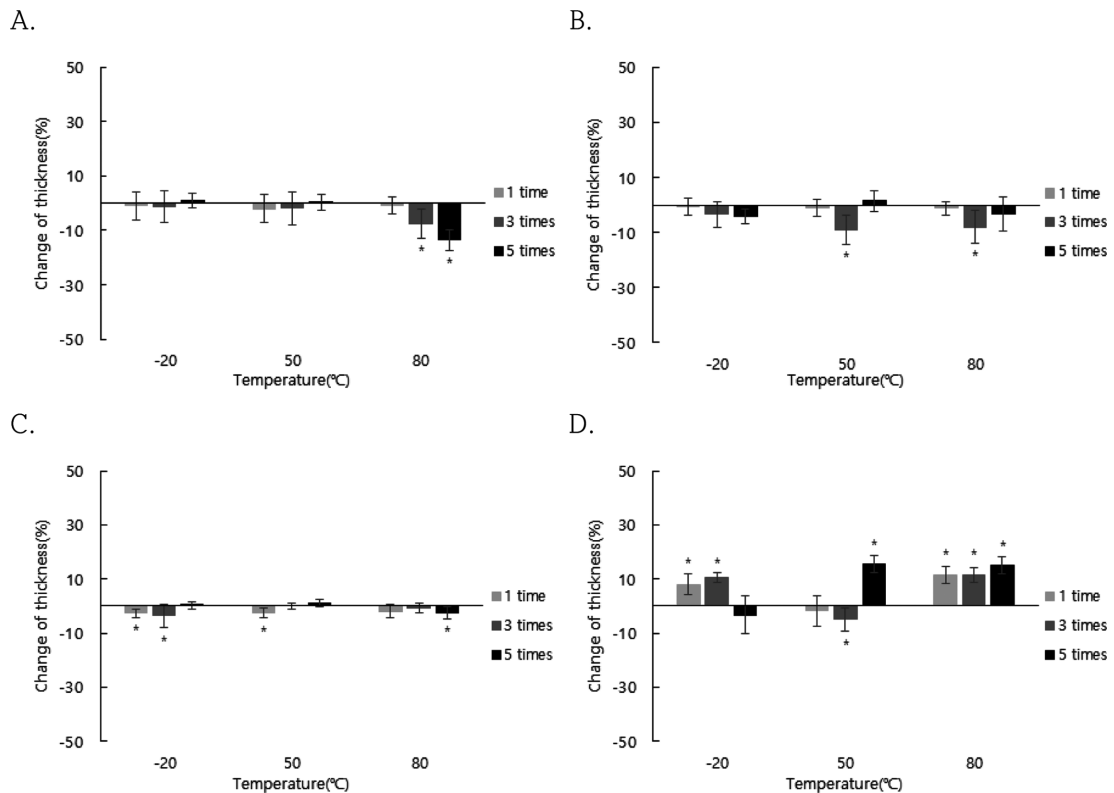 A.
50
30
10
-10
-30
-50
Change of thickness(%)
* *
-20 50 80
Temperature(℃)
1 time
3 times
5 times
B.
50
30
10
-10
-30
-50
Change of thickness(%)
* *
-20 50 80
Temperature(℃)
1 time
3 times
5 times
C.
50
30
10
-10
-30
-50
Change of thickness(%)
* * * *
-20 50 80
Temperature(℃)
1 time
3 times
5 times
D.
50
30
10
-10
-30
-50
Change of thickness(%)
* * * * * * *
-20 50 80
Temperature(℃)
1 time
3 times
5 times